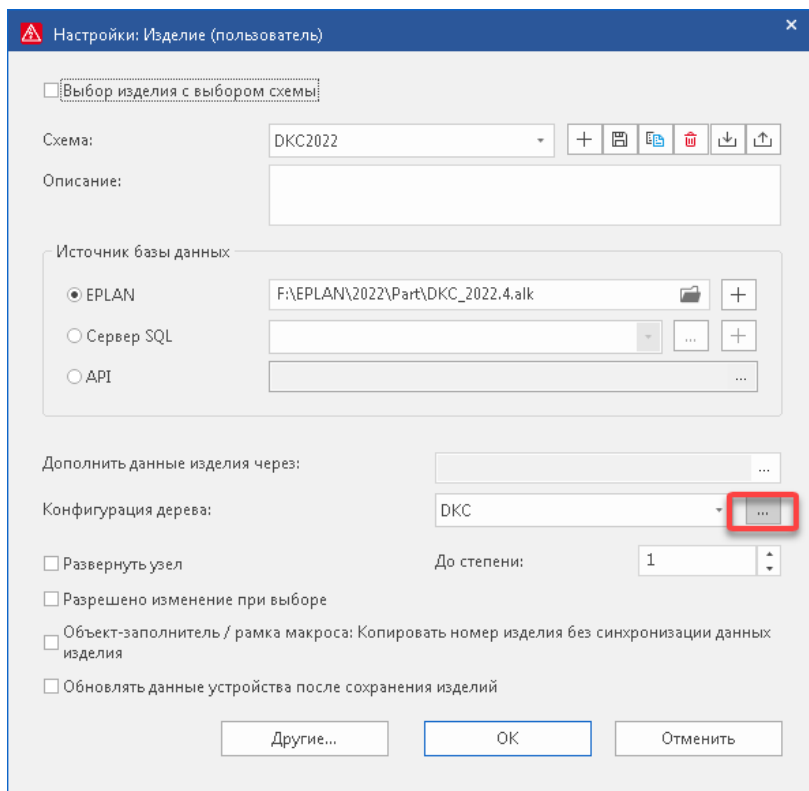 Настройки: Изделие (пользователь)
Выбор изделия с выбором схемы
Схема: DKC2022
Описание:
Источник базы данных
EPLAN F:\EPLAN\2022\Part\DKC_2022.4.alk
Сервер SQL ...
API ...
Дополнить данные изделия через: ...
Конфигурация дерева: DKC ...
Развернуть узел До степени: 1
Разрешено изменение при выборе
Объект-заполнитель / рамка макроса: Копировать номер изделия без синхронизации данных
изделия
Обновлять данные устройства после сохранения изделий
Другие... OK Отменить